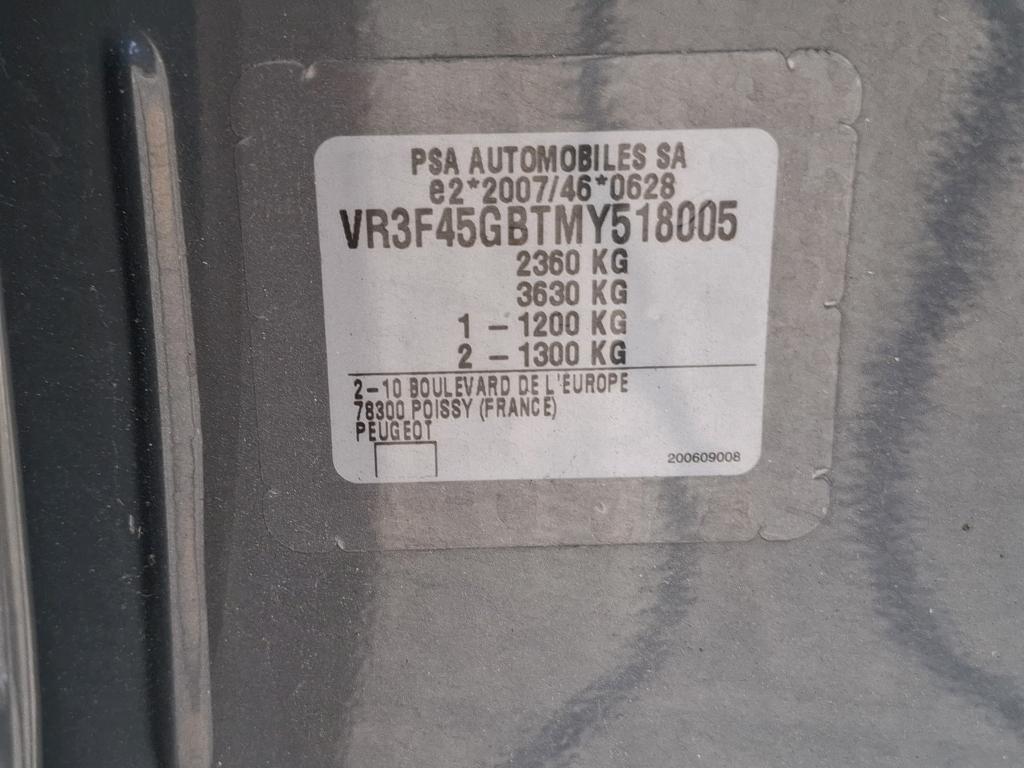 PSA AUTOMOBILES SA
e2*2007/46*0628
VR3F45GBTMY518005
2360 KG
3630 KG
1 – 1200 KG
2 – 1300 KG
2–10 BOULEVARD DE L'EUROPE
78300 POISSY (FRANCE)
PEUGEOT
200609008